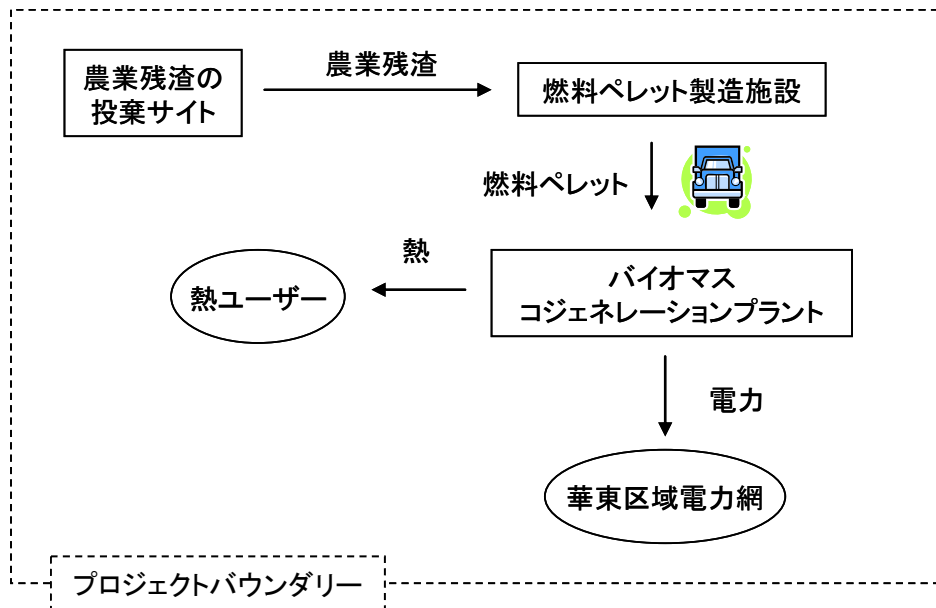 農業残渣の
投棄サイト
農業残渣
燃料ペレット製造施設
燃料ペレット
熱
熱ユーザー
バイオマス
コジェネレーションプラント
電力
華東区域電力網
プロジェクトバウンダリー